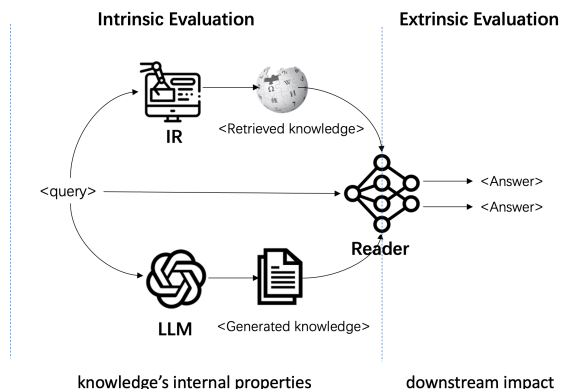 Intrinsic Evaluation
Extrinsic Evaluation
IR
<Retrieved knowledge>
<query>
<Answer>
<Answer>
Reader
LLM
<Generated knowledge>
knowledge's internal properties
downstream impact